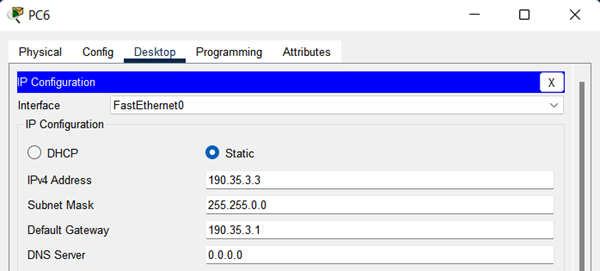 PC6
Physical Config Desktop Programming Attributes
IP Configuration X
Interface FastEthernet0
IP Configuration
DHCP Static
IPv4 Address 190.35.3.3
Subnet Mask 255.255.0.0
Default Gateway 190.35.3.1
DNS Server 0.0.0.0